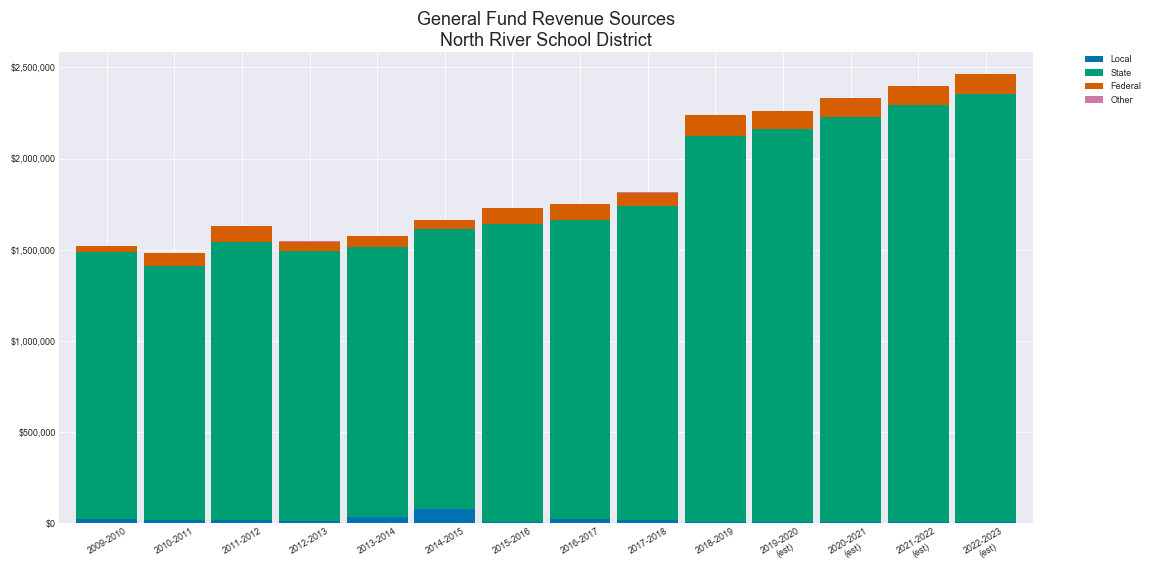 General Fund Revenue Sources
North River School District
Local
State
Federal
Other
$2,500,000
$2,000,000
$1,500,000
$1,000,000
$500,000
$0
2009-2010
2010-2011
2011-2012
2012-2013
2013-2014
2014-2015
2015-2016
2016-2017
2017-2018
2018-2019
2019-2020
(est)
2020-2021
(est)
2021-2022
(est)
2022-2023
(est)